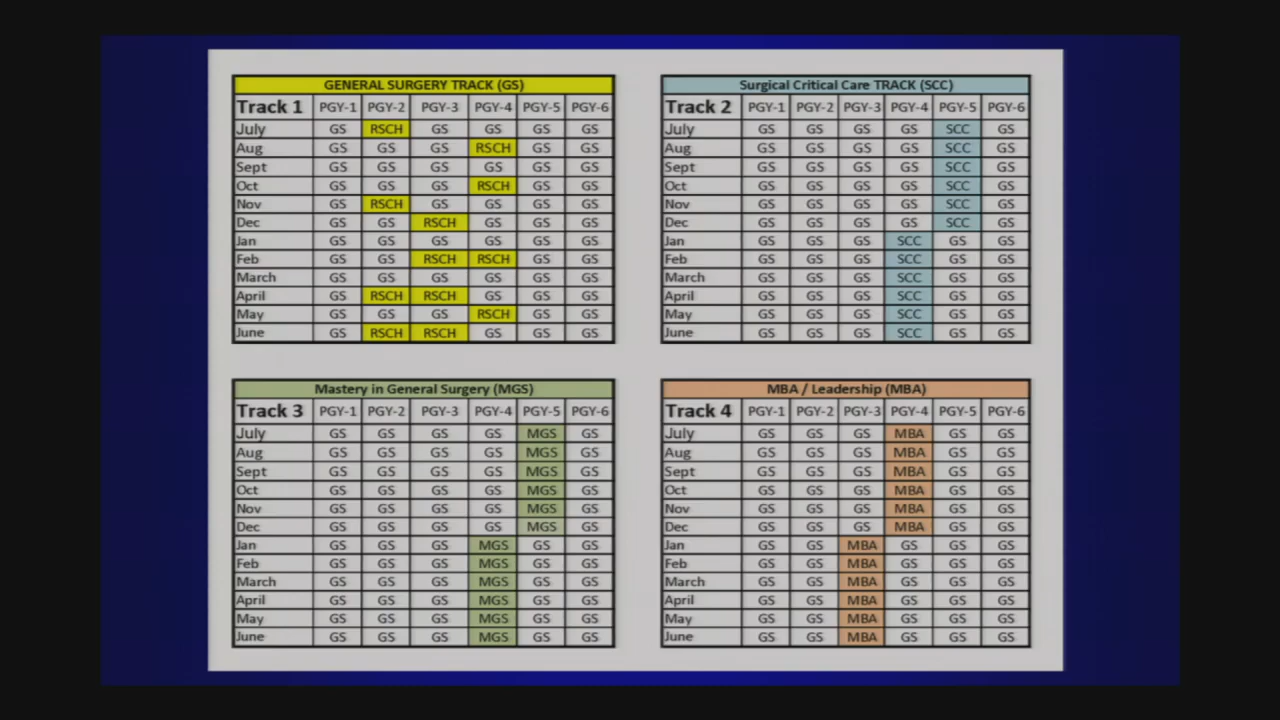 GENERAL SURGERY TRACK (GS)
Track 1 PGY-1 PGY-2 PGY-3 PGY-4 PGY-5 PGY-6
July GS RSCH GS GS GS GS
Aug GS GS GS RSCH GS GS
Sept GS GS GS GS GS GS
Oct GS GS GS RSCH GS GS
Nov GS RSCH GS GS GS GS
Dec GS GS RSCH GS GS GS
Jan GS GS GS GS GS GS
Feb GS GS RSCH RSCH GS GS
March GS GS GS GS GS GS
April GS RSCH RSCH GS GS GS
May GS GS GS RSCH GS GS
June GS RSCH RSCH GS GS GS
Surgical Critical Care TRACK (SCC)
Track 2 PGY-1 PGY-2 PGY-3 PGY-4 PGY-5 PGY-6
July GS GS GS GS SCC GS
Aug GS GS GS GS SCC GS
Sept GS GS GS GS SCC GS
Oct GS GS GS GS SCC GS
Nov GS GS GS GS SCC GS
Dec GS GS GS GS SCC GS
Jan GS GS GS SCC GS GS
Feb GS GS GS SCC GS GS
March GS GS GS SCC GS GS
April GS GS GS SCC GS GS
May GS GS GS SCC GS GS
June GS GS GS SCC GS GS
Mastery in General Surgery (MGS)
Track 3 PGY-1 PGY-2 PGY-3 PGY-4 PGY-5 PGY-6
July GS GS GS GS MGS GS
Aug GS GS GS GS MGS GS
Sept GS GS GS GS MGS GS
Oct GS GS GS GS MGS GS
Nov GS GS GS GS MGS GS
Dec GS GS GS GS MGS GS
Jan GS GS GS MGS GS GS
Feb GS GS GS MGS GS GS
March GS GS GS MGS GS GS
April GS GS GS MGS GS GS
May GS GS GS MGS GS GS
June GS GS GS MGS GS GS
MBA / Leadership (MBA)
Track 4 PGY-1 PGY-2 PGY-3 PGY-4 PGY-5 PGY-6
July GS GS GS MBA GS GS
Aug GS GS GS MBA GS GS
Sept GS GS GS MBA GS GS
Oct GS GS GS MBA GS GS
Nov GS GS GS MBA GS GS
Dec GS GS GS MBA GS GS
Jan GS GS MBA GS GS GS
Feb GS GS MBA GS GS GS
March GS GS MBA GS GS GS
April GS GS MBA GS GS GS
May GS GS MBA GS GS GS
June GS GS MBA GS GS GS